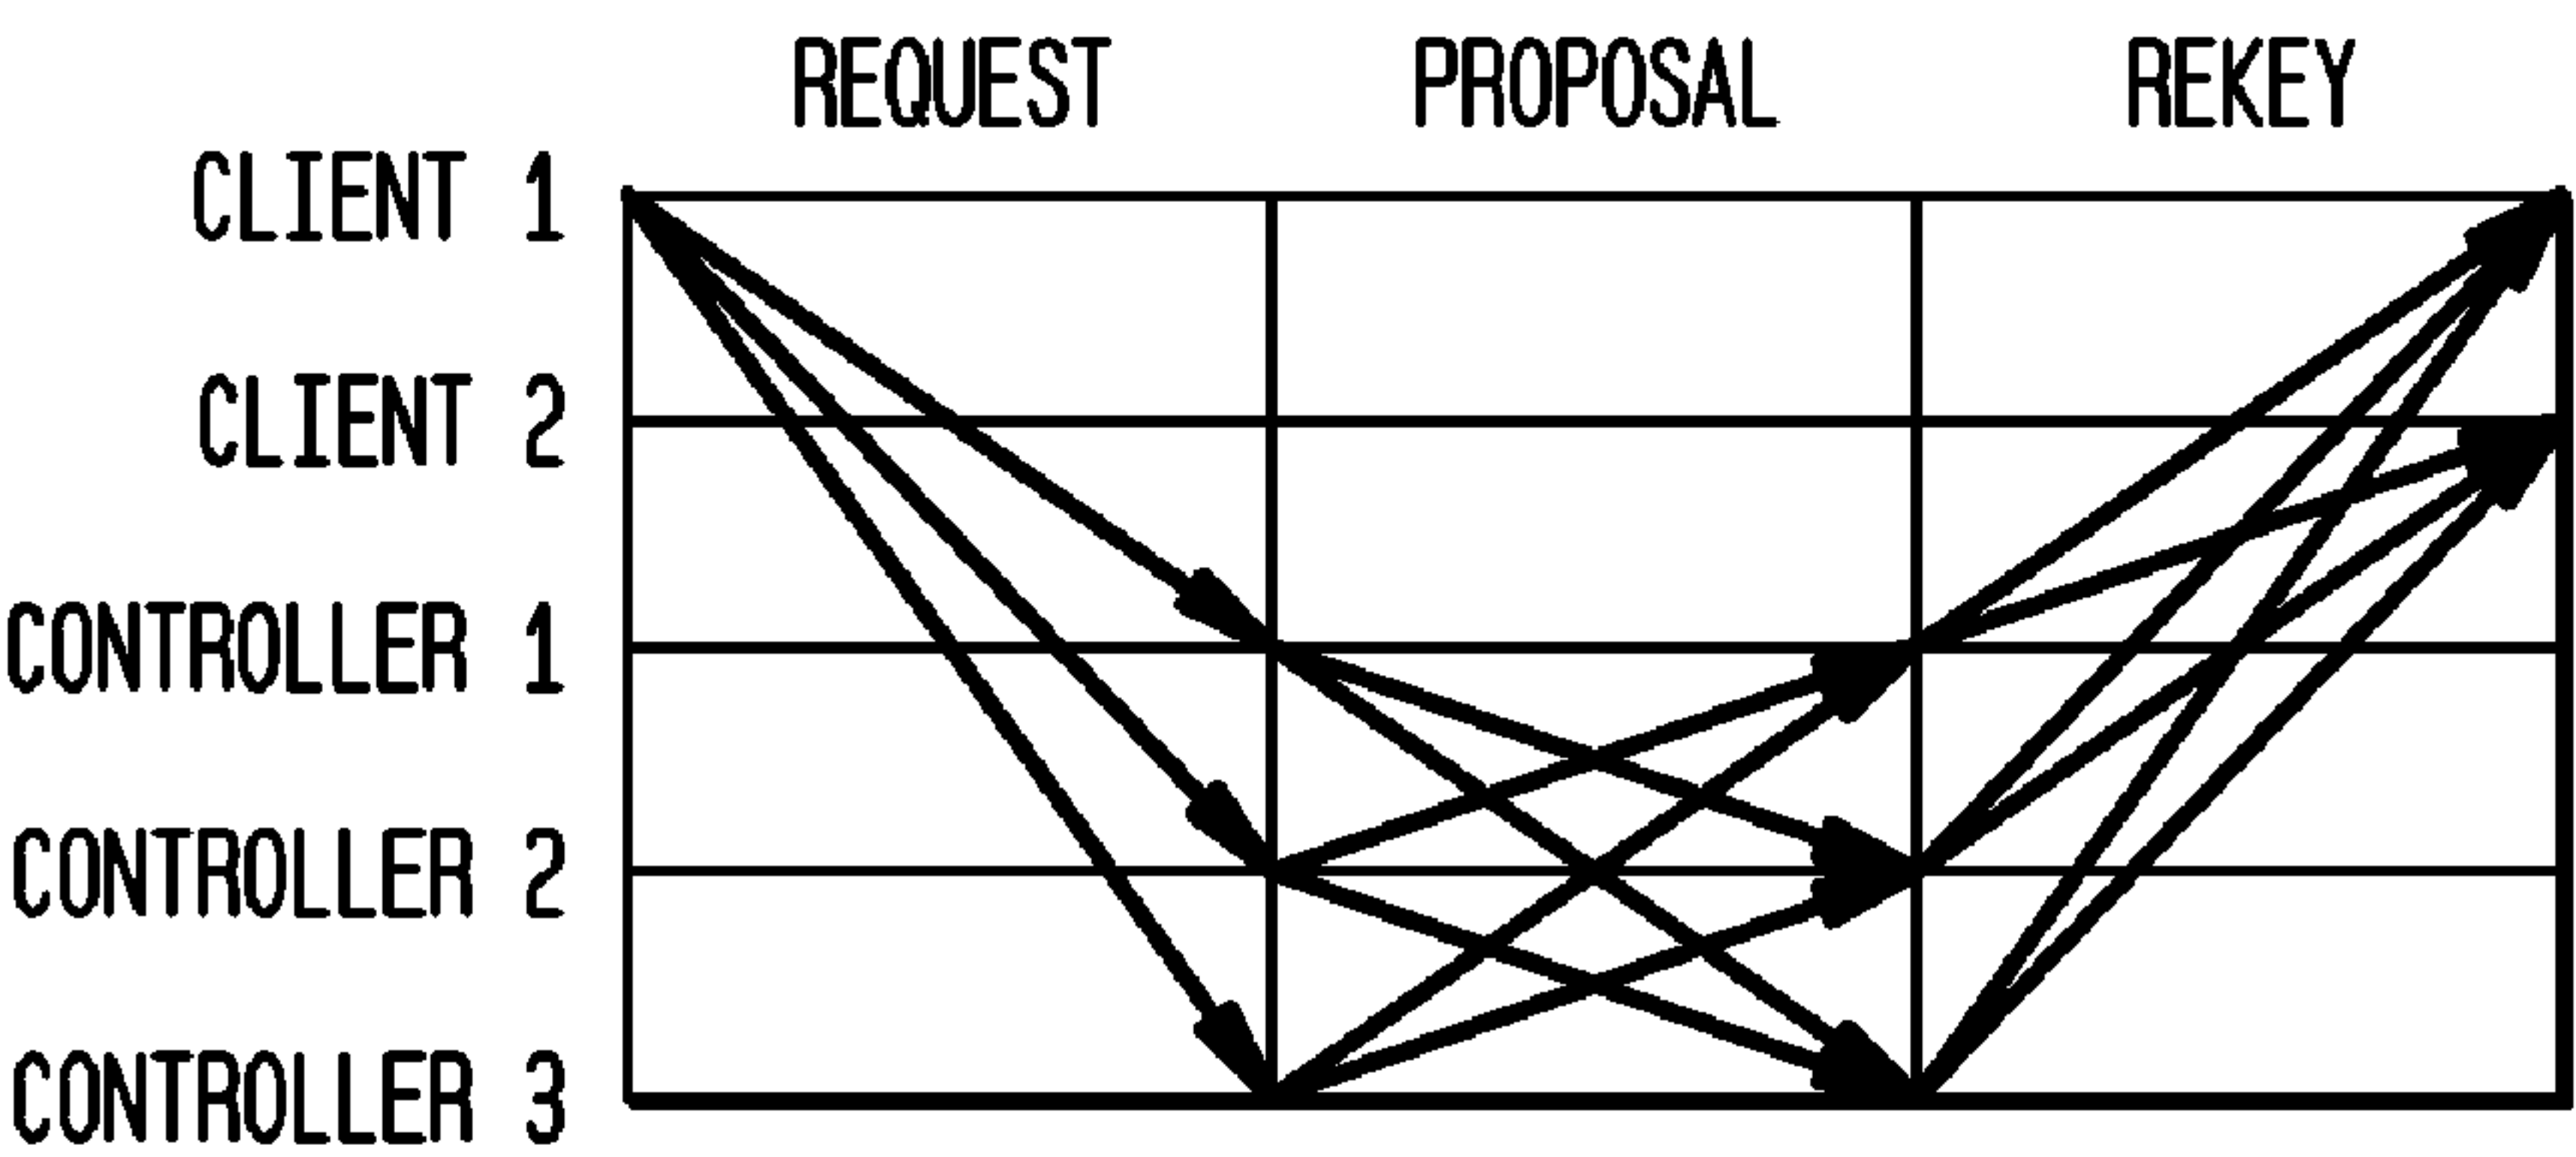 REQUEST PROPOSAL REKEY
CLIENT 1
CLIENT 2
CONTROLLER 1
CONTROLLER 2
CONTROLLER 3